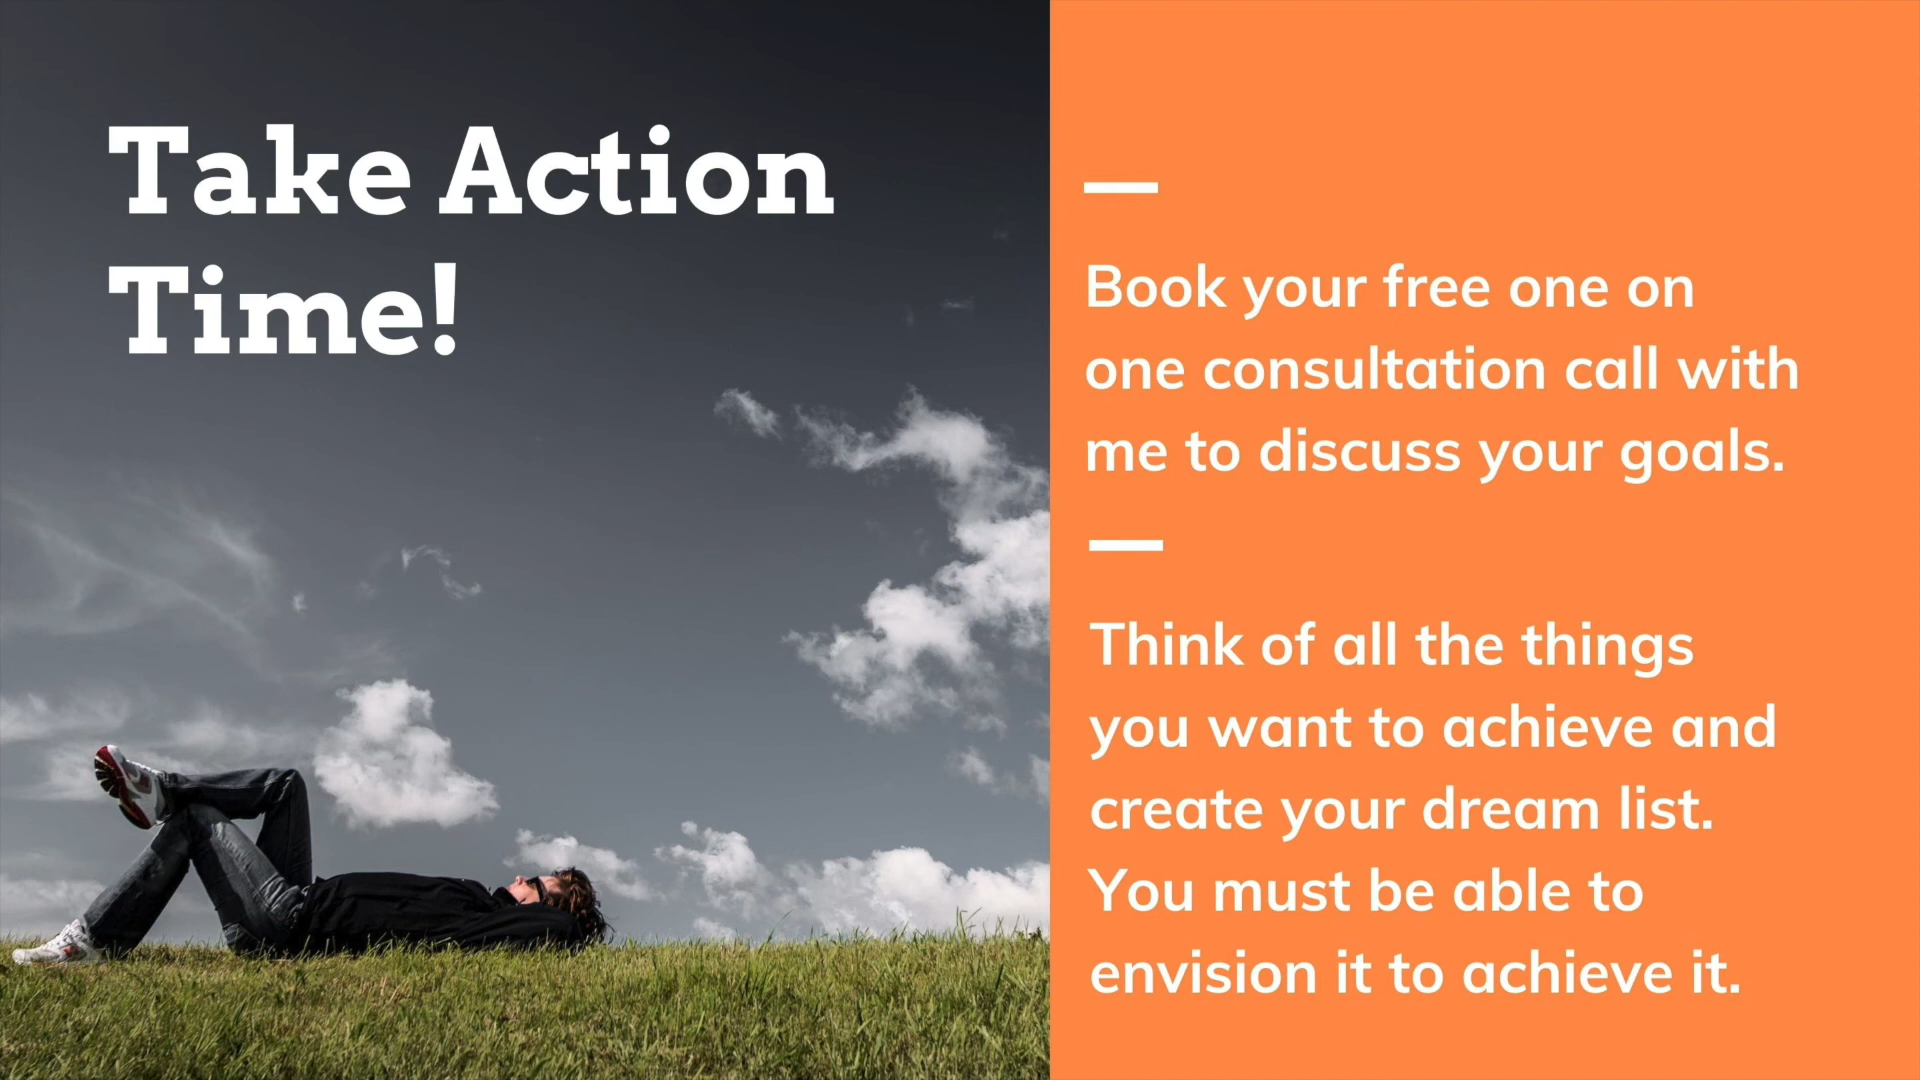 Take Action
Time!
Book your free one on
one consultation call with
me to discuss your goals.
Think of all the things
you want to achieve and
create your dream list.
You must be able to
envision it to achieve it.